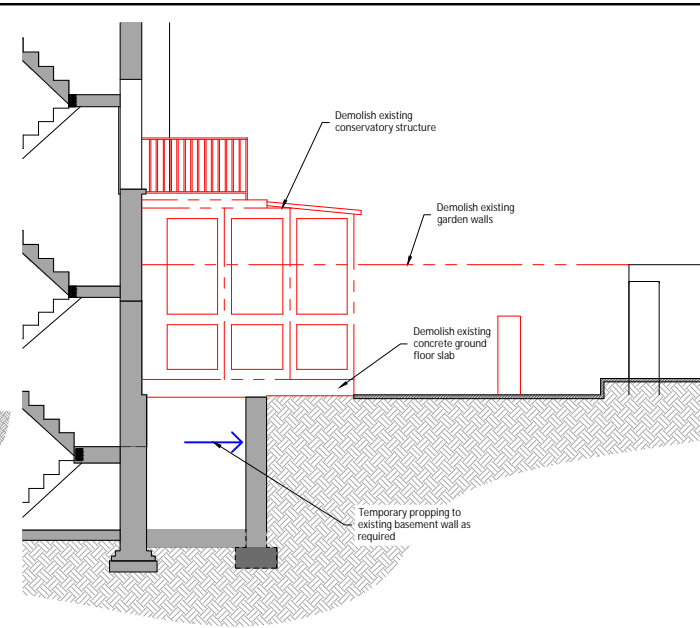 Demolish existing
conservatory structure
Demolish existing
garden walls
Demolish existing
concrete ground
floor slab
Temporary propping to
existing basement wall as
required